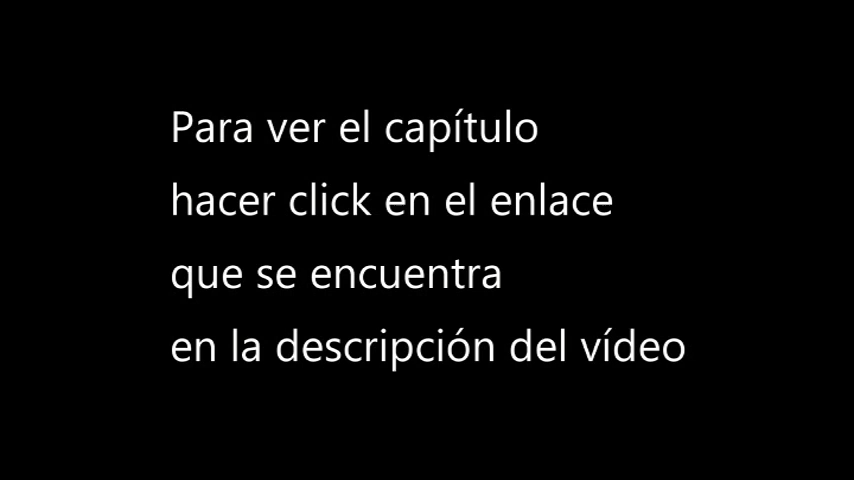 Para ver el capítulo
hacer click en el enlace
que se encuentra
en la descripción del vídeo